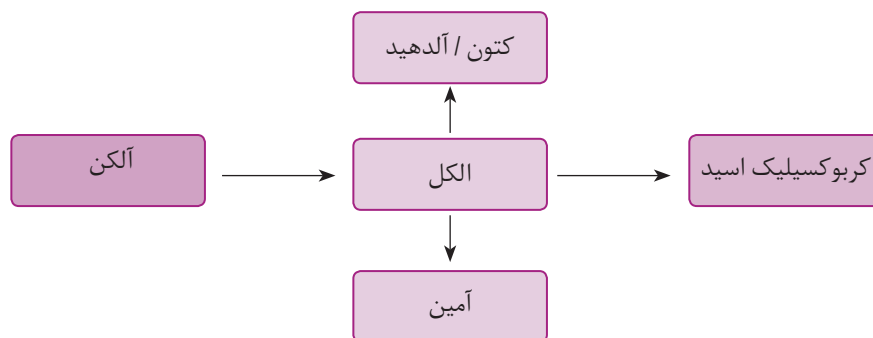 کتون / آلدهید
آلکن
الکل
کربوکسیلیک اسید
آمین